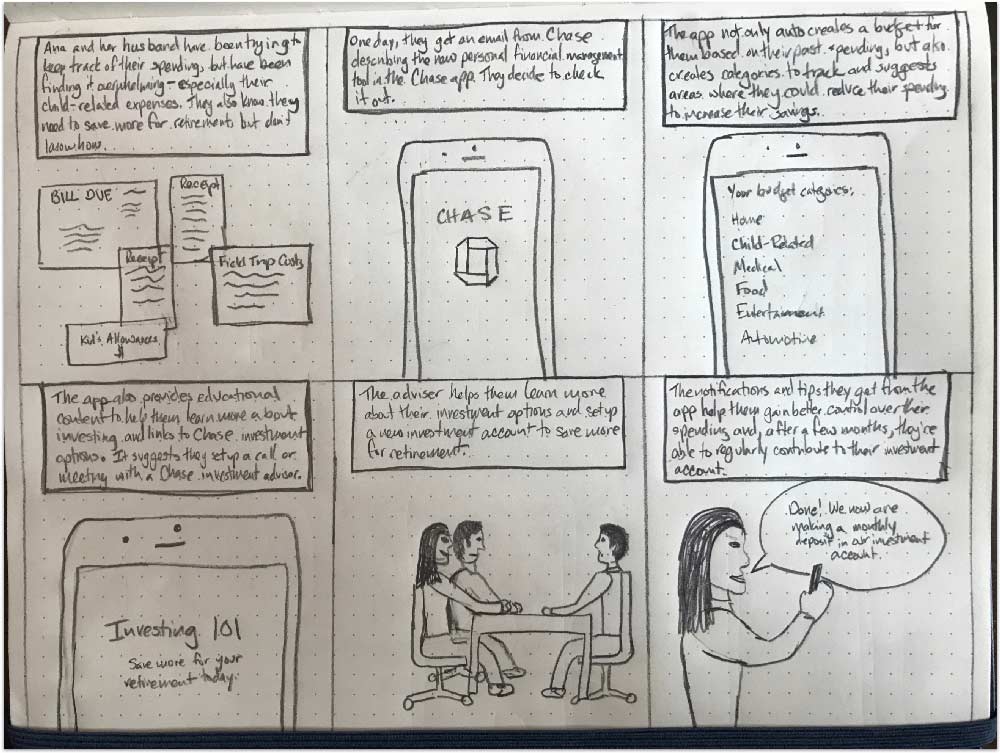 Ana and her husband have been trying to
keep track of their spending, but have been
finding it overwhelming - especially their
child-related expenses. They also know they
need to save more for retirement, but don't
know how.
BILL DUE
Receipt
Receipt
Field Trip Costs
Kid's Allowances
$
One day, they get an email from Chase
describing the new personal financial management
tool in the Chase app. They decide to check
it out.
CHASE
The app not only auto creates a budget for
them based on their past spending, but also
creates categories to track and suggests
areas where they could reduce their spending
to increase their savings.
Your budget categories:
Home
Child-Related
Medical
Food
Entertainment
Automotive
The app also provides educational
content to help them learn more about
investing and links to Chase investment
options. It suggests they set up a call or
meeting with a Chase investment advisor.
Investing 101
Save more for your
retirement today.
The adviser helps them learn more
about their investment options and set up
a new investment account to save more
for retirement.
The notifications and tips they get from the
app help them gain better control over their
spending and, after a few months, they're
able to regularly contribute to their investment
account.
Done! We now are
making a monthly
deposit in our investment
account.